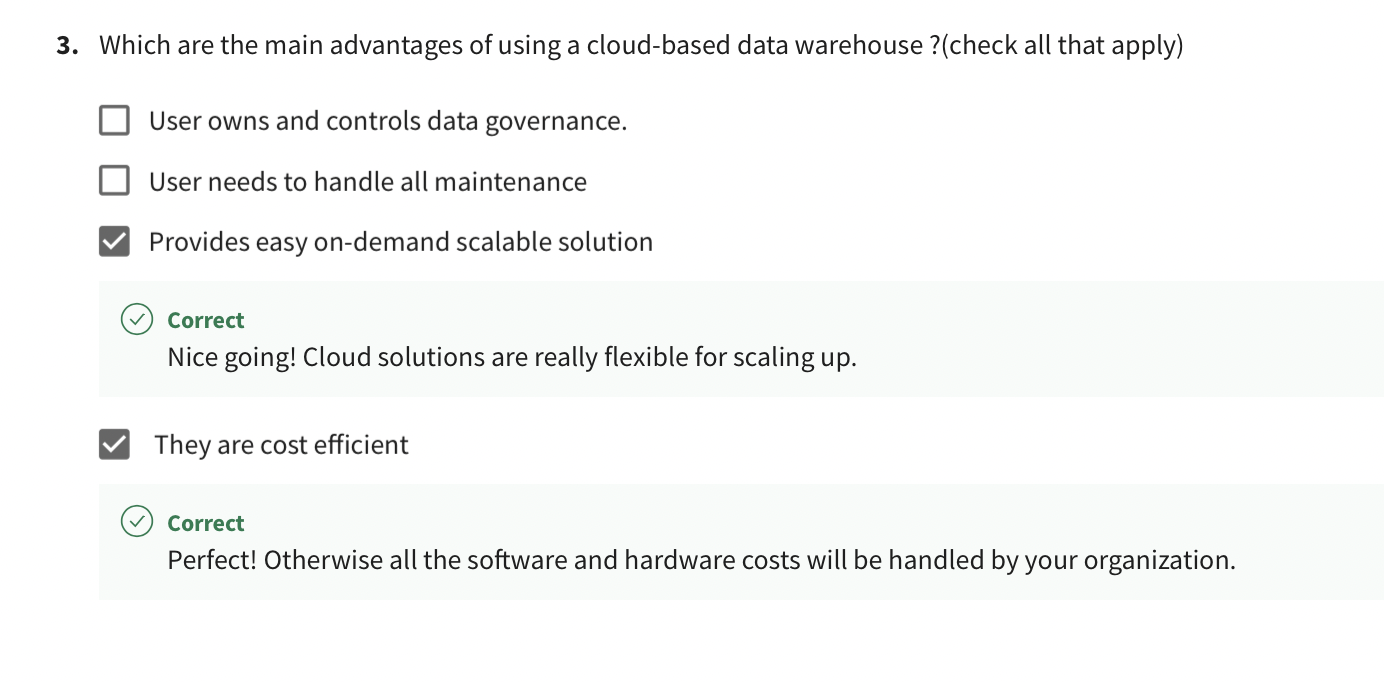 3. Which are the main advantages of using a cloud-based data warehouse ?(check all that apply)
User owns and controls data governance.
User needs to handle all maintenance
Provides easy on-demand scalable solution
Correct
Nice going! Cloud solutions are really flexible for scaling up.
They are cost efficient
Correct
Perfect! Otherwise all the software and hardware costs will be handled by your organization.